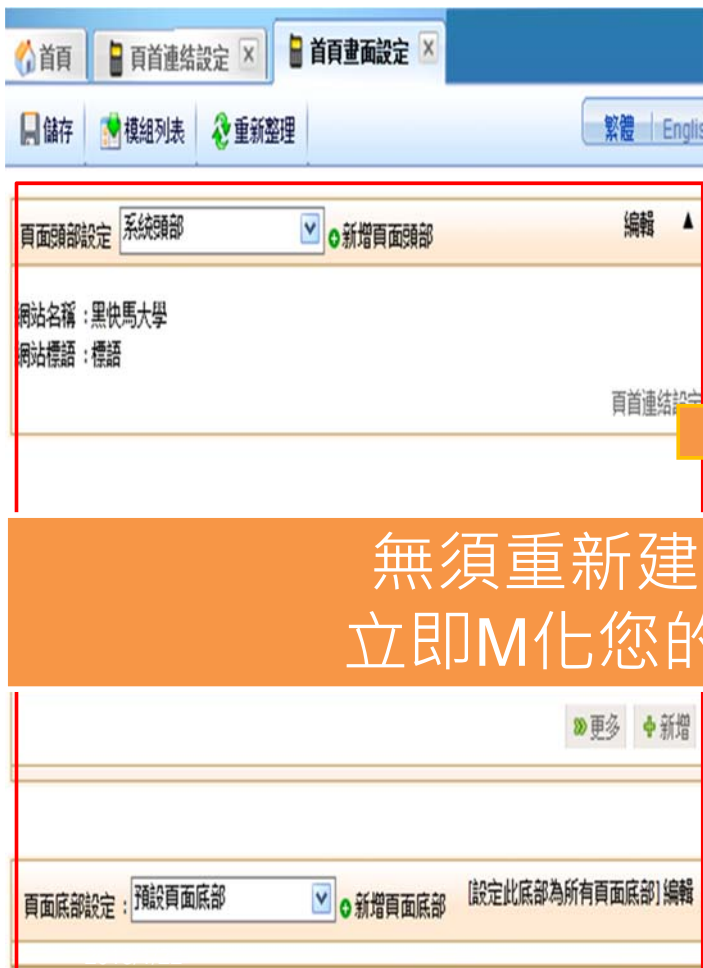 首頁 頁首連結設定 首頁畫面設定
儲存 模組列表 重新整理 繁體 Englis
頁面頭部設定 系統頭部 新增頁面頭部 編輯 ▲
網站名稱：黑快馬大學
網站標語：標語
頁首連結設定
無須重新建
立即M化您的
更多 新增
頁面底部設定： 預設頁面底部 新增頁面底部 [設定此底部為所有頁面底部] 編輯